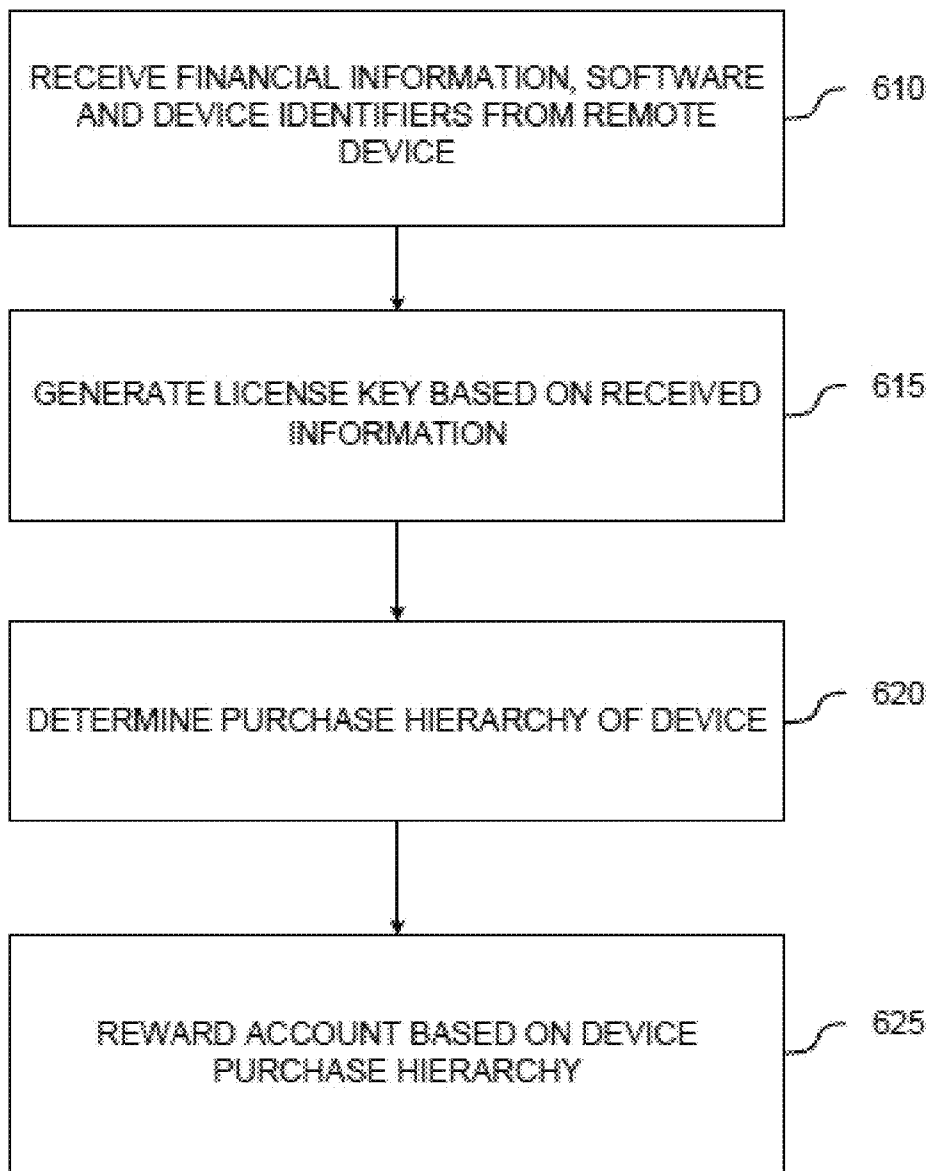 RECEIVE FINANCIAL INFORMATION, SOFTWARE
AND DEVICE IDENTIFIERS FROM REMOTE
DEVICE
610
GENERATE LICENSE KEY BASED ON RECEIVED
INFORMATION
615
DETERMINE PURCHASE HIERARCHY OF DEVICE
620
REWARD ACCOUNT BASED ON DEVICE
PURCHASE HIERARCHY
625